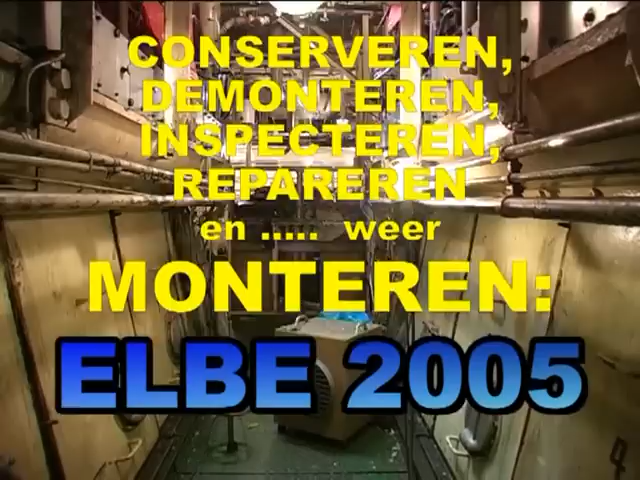 CONSERVEREN,
DEMONTEREN,
INSPECTEREN,
REPAREREN
en ..... weer
MONTEREN:
ELBE 2005